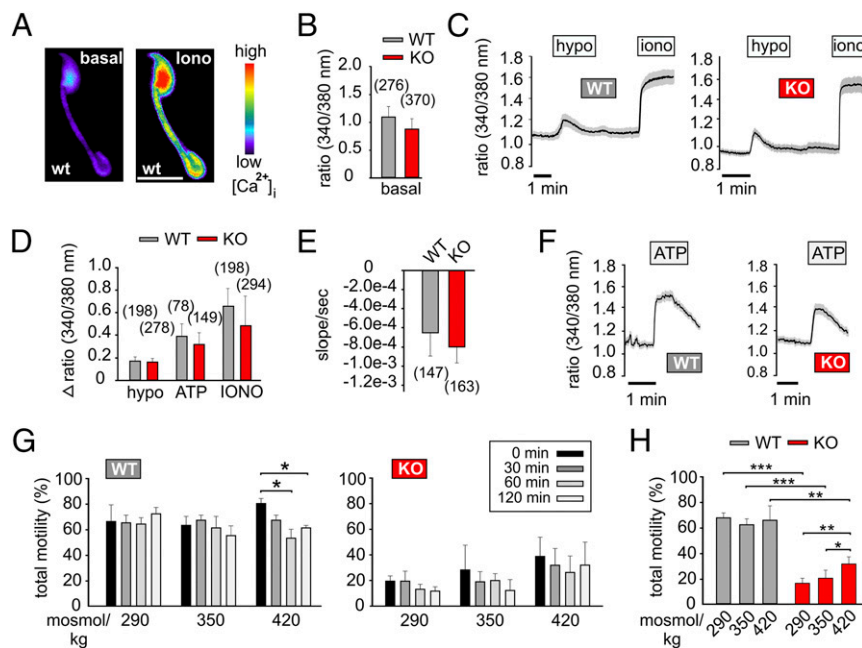 A
basal
wt
Iono
wt
high
low
[Ca2+]i
B
WT
KO
ratio (340/380 nm)
2.0
1.5
1.0
0.5
0
(276)
(370)
basal
C
ratio (340/380 nm)
1.8
1.6
1.4
1.2
1.0
0.8
hypo
iono
WT
1 min
1.8
1.6
1.4
1.2
1.0
0.8
hypo
iono
KO
1 min
D
WT
KO
Δ ratio (340/380 nm)
1.0
0.8
0.6
0.4
0.2
0
(198)
(278)
(78)
(149)
(198)
(294)
hypo ATP IONO
E
WT
KO
slope/sec
0
-2.0e-4
-4.0e-4
-6.0e-4
-8.0e-4
-1.0e-3
-1.2e-3
(147)
(163)
F
ratio (340/380 nm)
1.8
1.6
1.4
1.2
1.0
ATP
WT
1 min
1.8
1.6
1.4
1.2
1.0
ATP
KO
1 min
G
WT
total motility (%)
100
80
60
40
20
0
*
*
mosmol/kg
290 350 420
KO
100
80
60
40
20
0
0 min
30 min
60 min
120 min
290 350 420
H
WT
KO
total motility (%)
100
80
60
40
20
0
***
***
**
**
*
mosmol/
kg
290 350 420 290 350 420